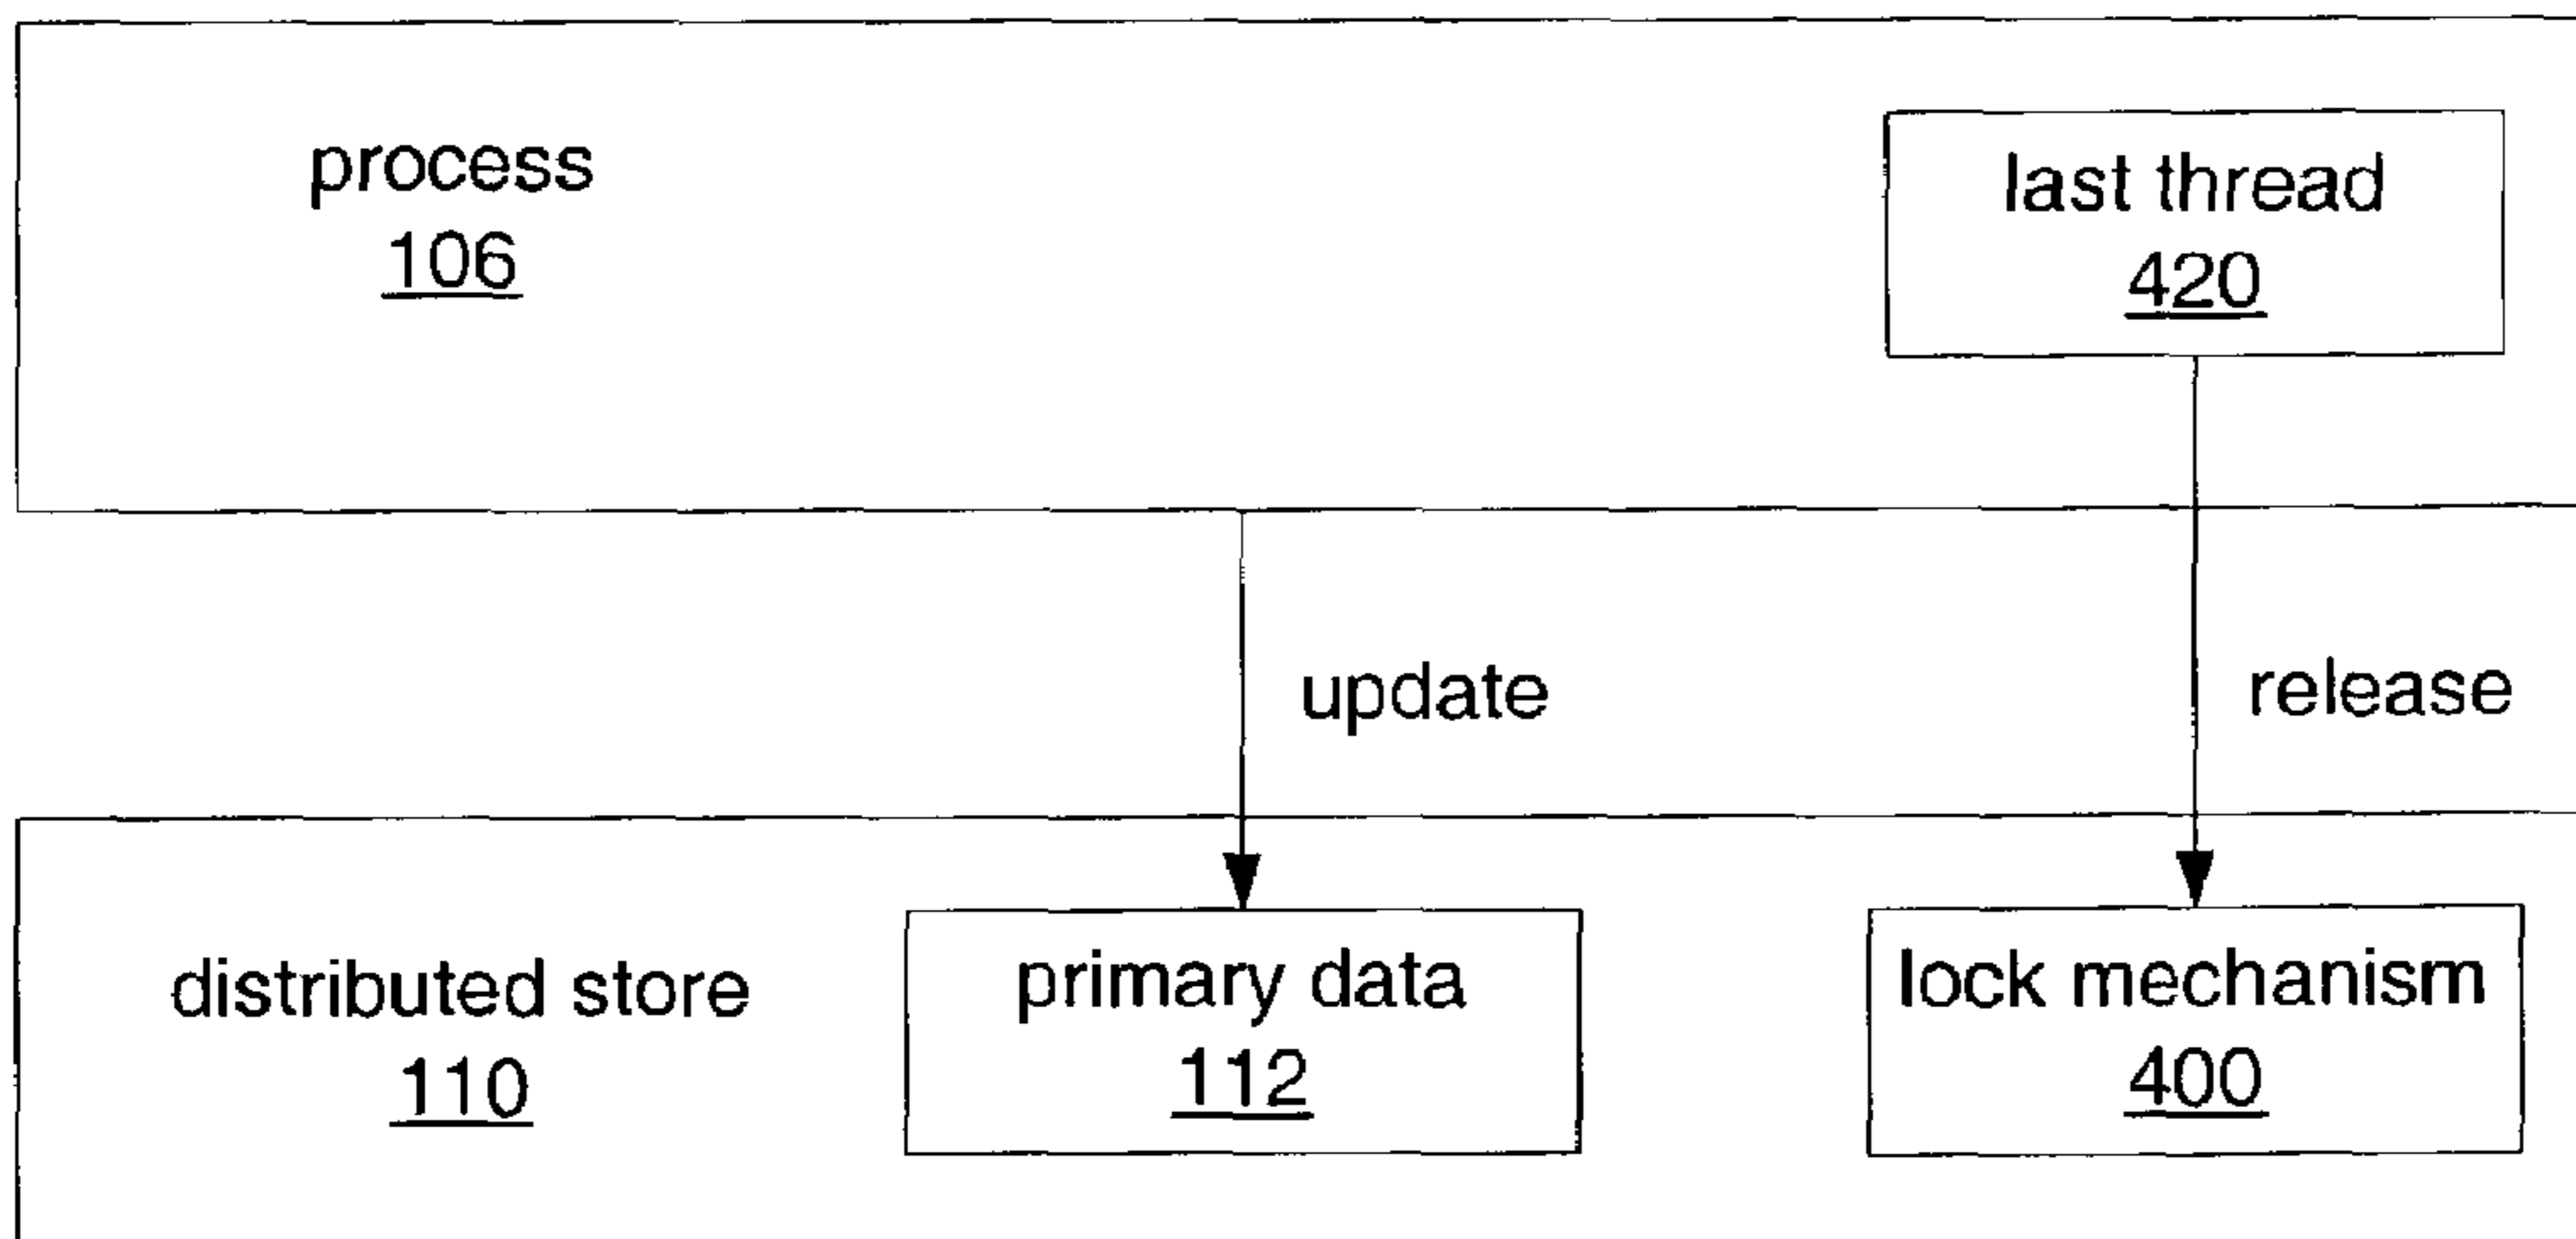 process
106
last thread
420
update
release
distributed store
110
primary data
112
lock mechanism
400